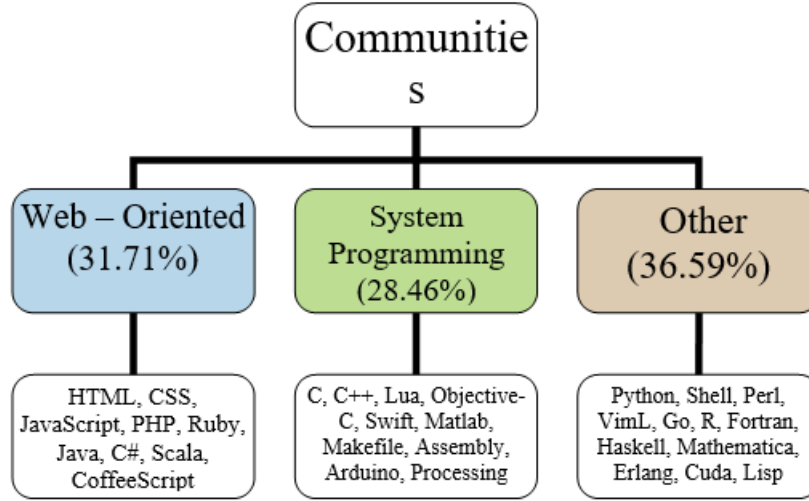 Communitie
s
Web – Oriented
(31.71%)
System
Programming
(28.46%)
Other
(36.59%)
HTML, CSS,
JavaScript, PHP, Ruby,
Java, C#, Scala,
CoffeeScript
C, C++, Lua, Objective-
C, Swift, Matlab,
Makefile, Assembly,
Arduino, Processing
Python, Shell, Perl,
VimL, Go, R, Fortran,
Haskell, Mathematica,
Erlang, Cuda, Lisp